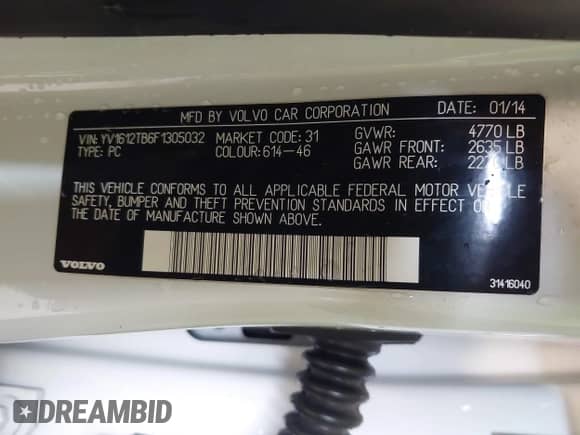 MFD BY VOLVO CAR CORPORATION DATE: 01/14
VIN: YV1612TB6F1305032 MARKET CODE: 31 GVWR: 4770 LB
TYPE: PC COLOUR: 614-46 GAWR FRONT: 2635 LB
GAWR REAR: LB
THIS VEHICLE CONFORMS TO ALL APPLICABLE FEDERAL MOTOR VEHICLE
SAFETY, BUMPER AND THEFT PREVENTION STANDARDS IN EFFECT ON
THE DATE OF MANUFACTURE SHOWN ABOVE.
VOLVO 31416040
DREAMBID